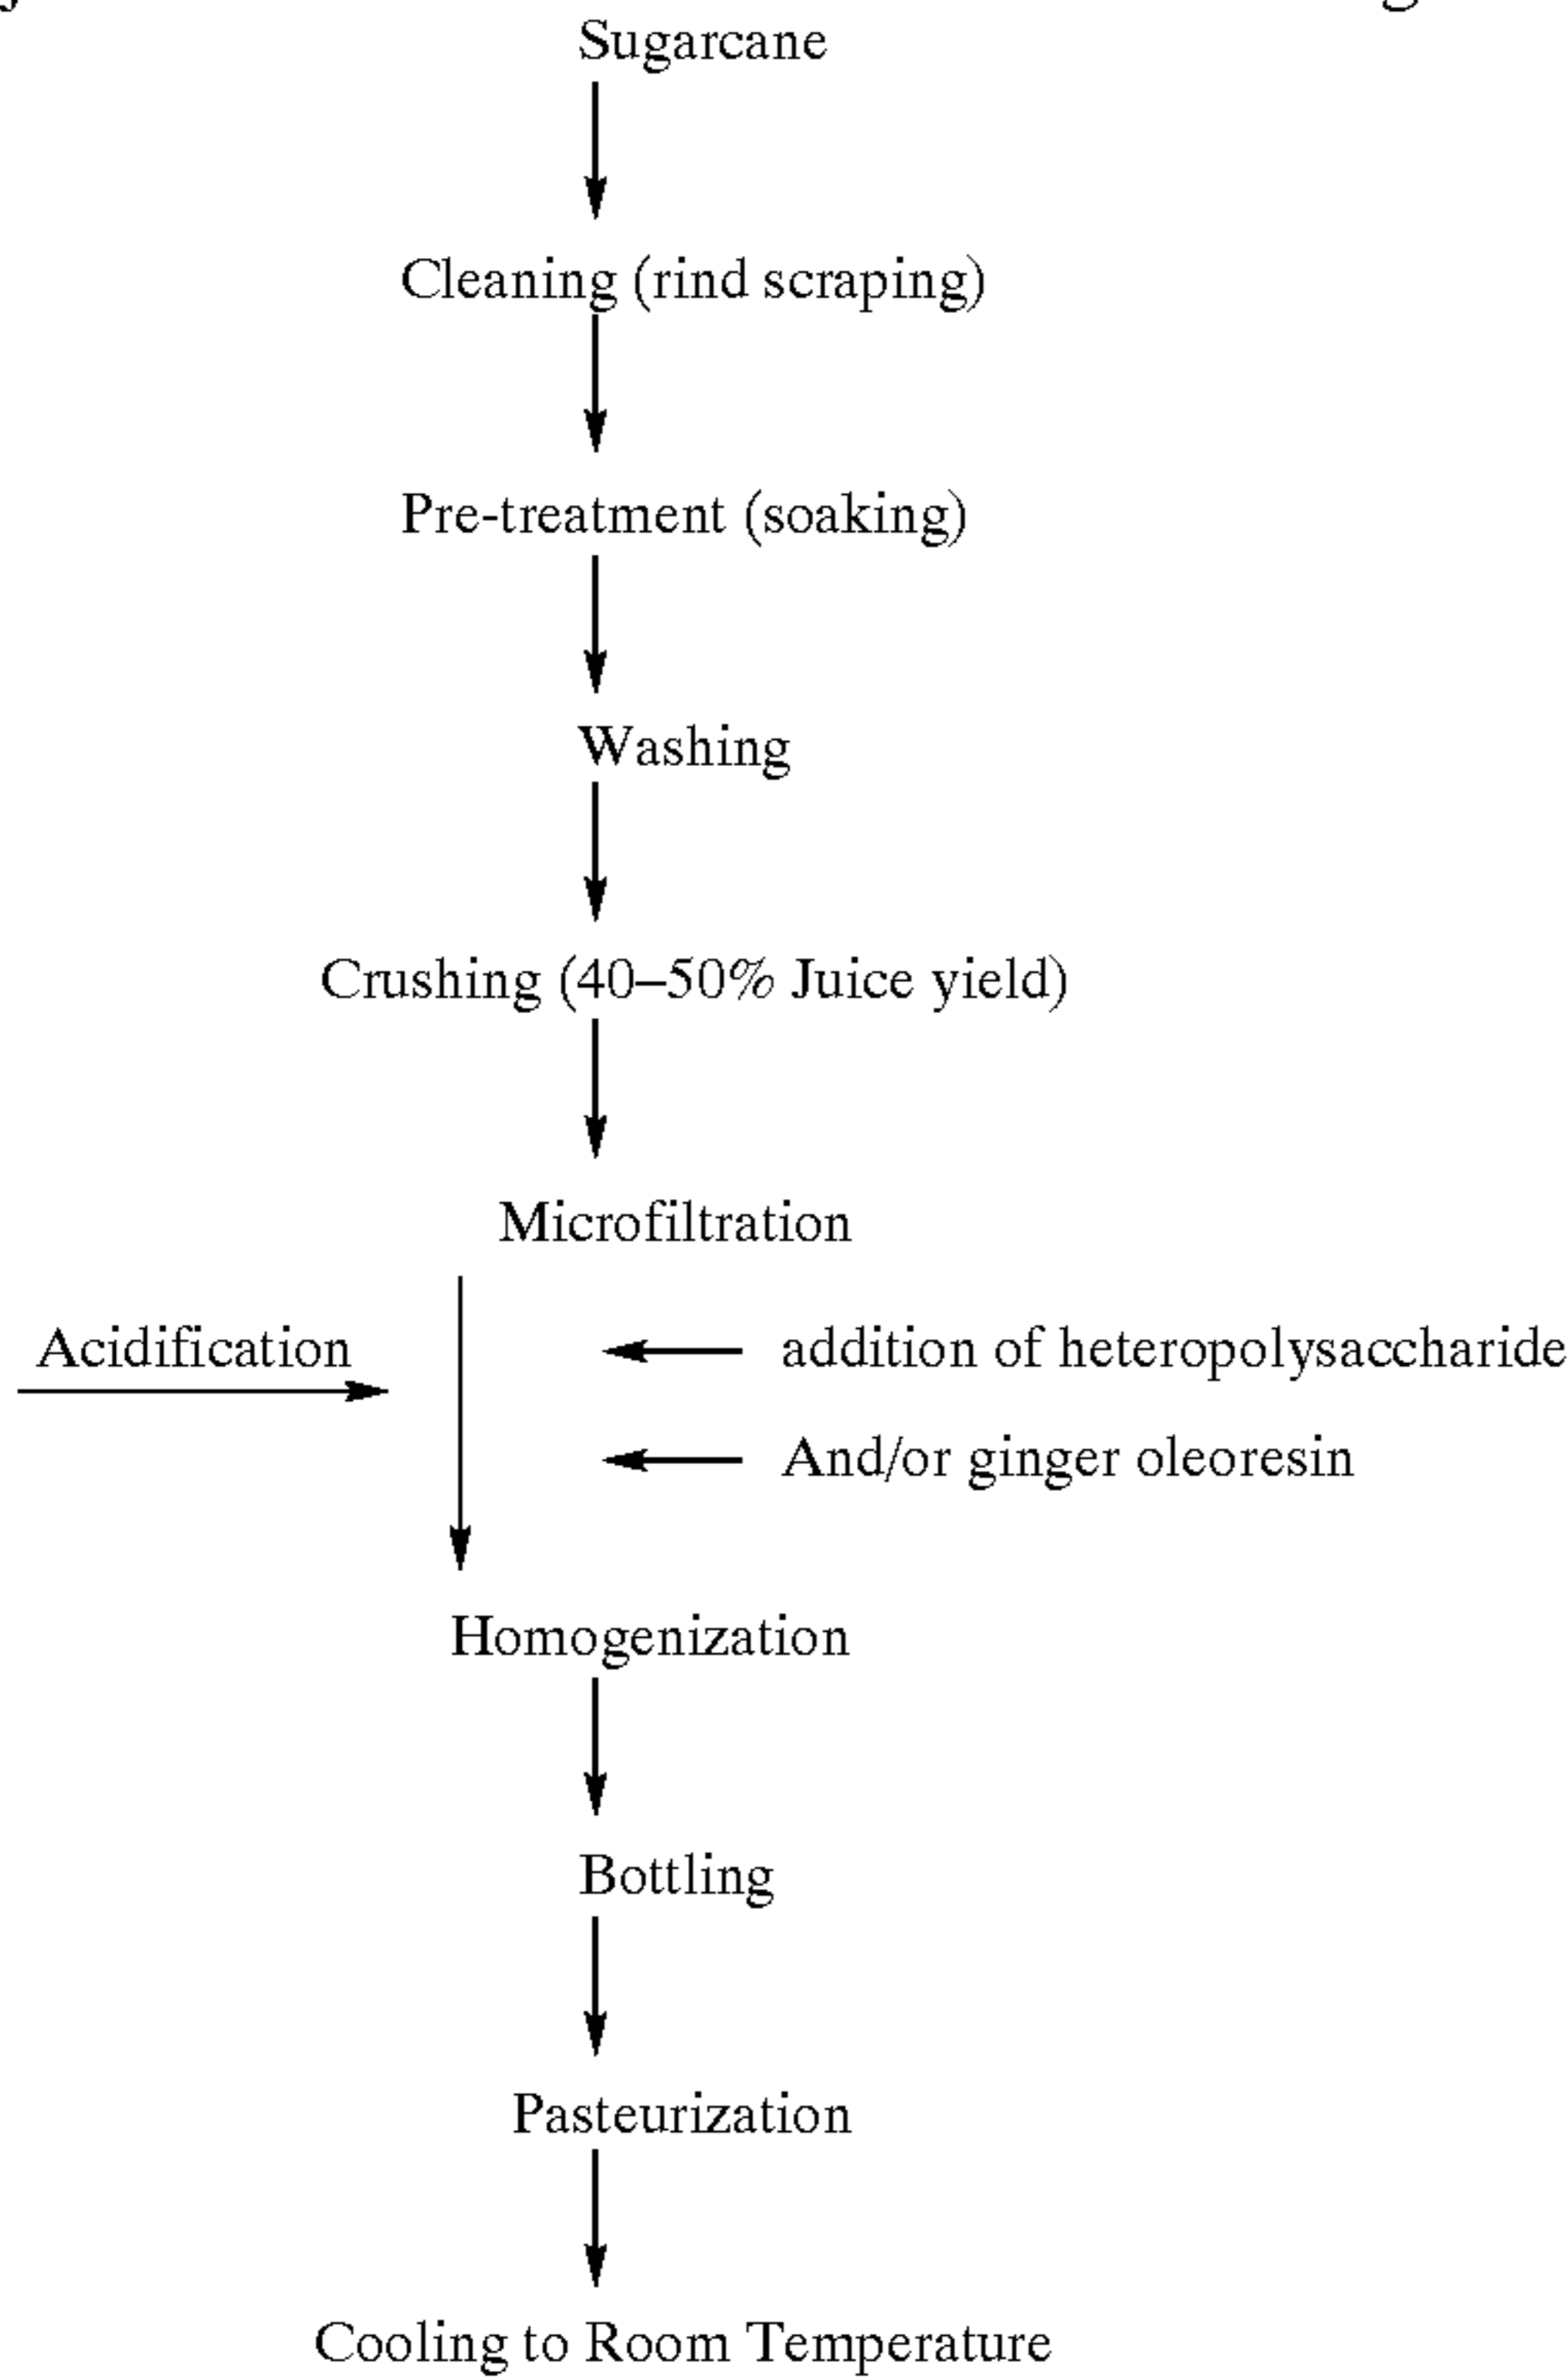 Sugarcane
Cleaning (rind scraping)
Pre-treatment (soaking)
Washing
Crushing (40–50% Juice yield)
Microfiltration
Acidification
addition of heteropolysaccharide
And/or ginger oleoresin
Homogenization
Bottling
Pasteurization
Cooling to Room Temperature